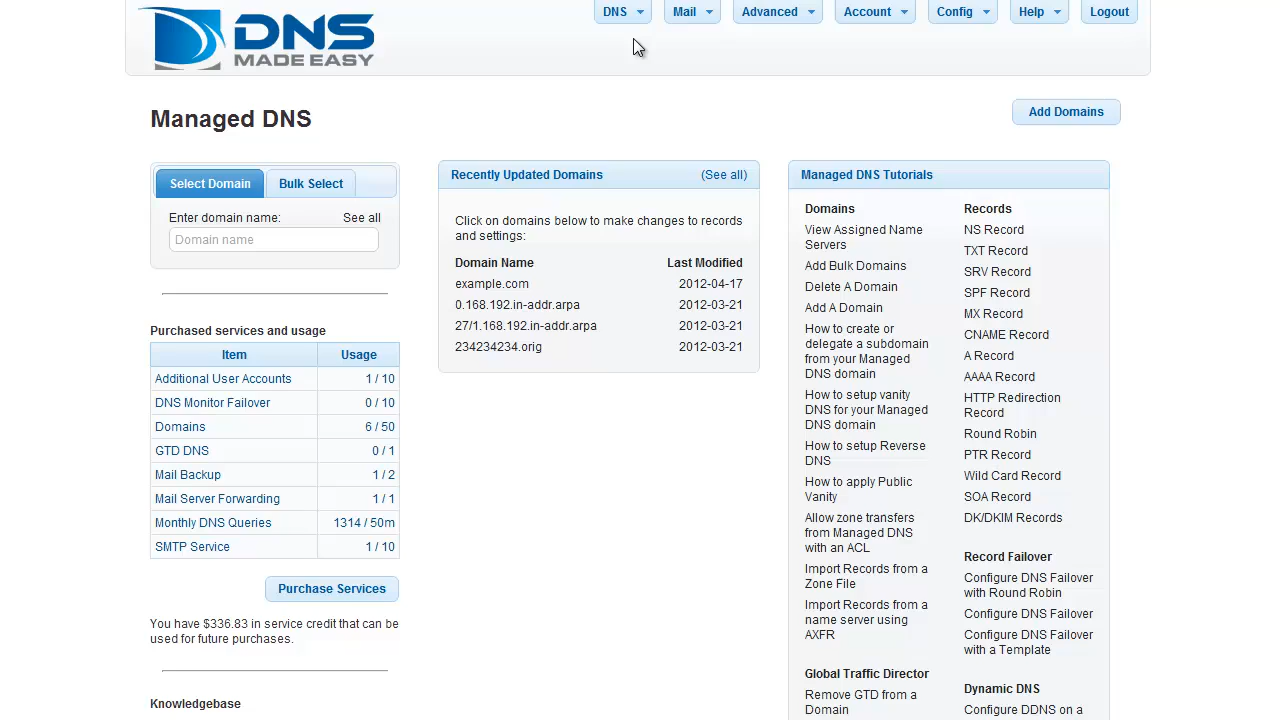 DNS
MADE EASY
DNS
Mail
Advanced
Account
Config
Help
Logout
Managed DNS
Add Domains
Select Domain
Bulk Select
Enter domain name:
See all
Domain name
Purchased services and usage
Item Usage
Additional User Accounts 1 / 10
DNS Monitor Failover 0 / 10
Domains 6 / 50
GTD DNS 0 / 1
Mail Backup 1 / 2
Mail Server Forwarding 1 / 1
Monthly DNS Queries 1314 / 50m
SMTP Service 1 / 10
Purchase Services
You have $336.83 in service credit that can be
used for future purchases.
Knowledgebase
Recently Updated Domains (See all)
Click on domains below to make changes to records
and settings:
Domain Name Last Modified
example.com 2012-04-17
0.168.192.in-addr.arpa 2012-03-21
27/1.168.192.in-addr.arpa 2012-03-21
234234234.orig 2012-03-21
Managed DNS Tutorials
Domains
View Assigned Name
Servers
Add Bulk Domains
Delete A Domain
Add A Domain
How to create or
delegate a subdomain
from your Managed
DNS domain
How to setup vanity
DNS for your Managed
DNS domain
How to setup Reverse
DNS
How to apply Public
Vanity
Allow zone transfers
from Managed DNS
with an ACL
Import Records from a
Zone File
Import Records from a
name server using
AXFR
Global Traffic Director
Remove GTD from a
Domain
Records
NS Record
TXT Record
SRV Record
SPF Record
MX Record
CNAME Record
A Record
AAAA Record
HTTP Redirection
Record
Round Robin
PTR Record
Wild Card Record
SOA Record
DK/DKIM Records
Record Failover
Configure DNS Failover
with Round Robin
Configure DNS Failover
Configure DNS Failover
with a Template
Dynamic DNS
Configure DDNS on a